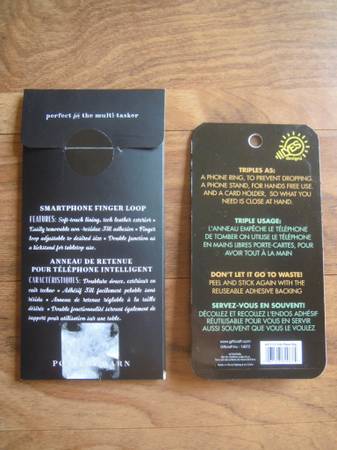 perfect for the multi-tasker
SMARTPHONE FINGER LOOP
FEATURES: Soft-touch lining, tech leather exterior •
Easily removable non-residue Till adhesion • Finger
loop adjustable to desired size • Double function as
a kickstand for tabletop use.
ANNEAU DE RETENUE
POUR TÉLÉPHONE INTELLIGENT
CARACTÉRISTIQUES: Doublure douce, extérieur en
cuir techno • Adhésif Till facilement pelable sans
résidu • Anneau de retenue réglable à la taille
désirée • Double fonctionnalité servant également de
support pour utilisation sur une table.
designs
TRIPLES AS:
A PHONE RING, TO PREVENT DROPPING
A PHONE STAND, FOR HANDS FREE USE.
AND A CARD HOLDER, SO WHAT YOU
NEED IS CLOSE AT HAND.
TRIPLE USAGE:
L'ANNEAU EMPÊCHE LE TÉLÉPHONE
DE TOMBER ON UTILISE LE TÉLÉPHONE
EN MAINS LIBRES PORTE-CARTES, POUR
AVOIR TOUT À LA MAIN
DON'T LET IT GO TO WASTE!
PEEL AND STICK AGAIN WITH THE
REUSEABLE ADHESIVE BACKING
SERVEZ-VOUS EN SOUVENT!
DÉCOLLEZ ET RECOLLEZ L'ENDOS ADHÉSIF
RÉUTILISABLE POUR VOUS EN SERVIR
AUSSI SOUVENT QUE VOUS LE VOULEZ
www.giftcraft.com